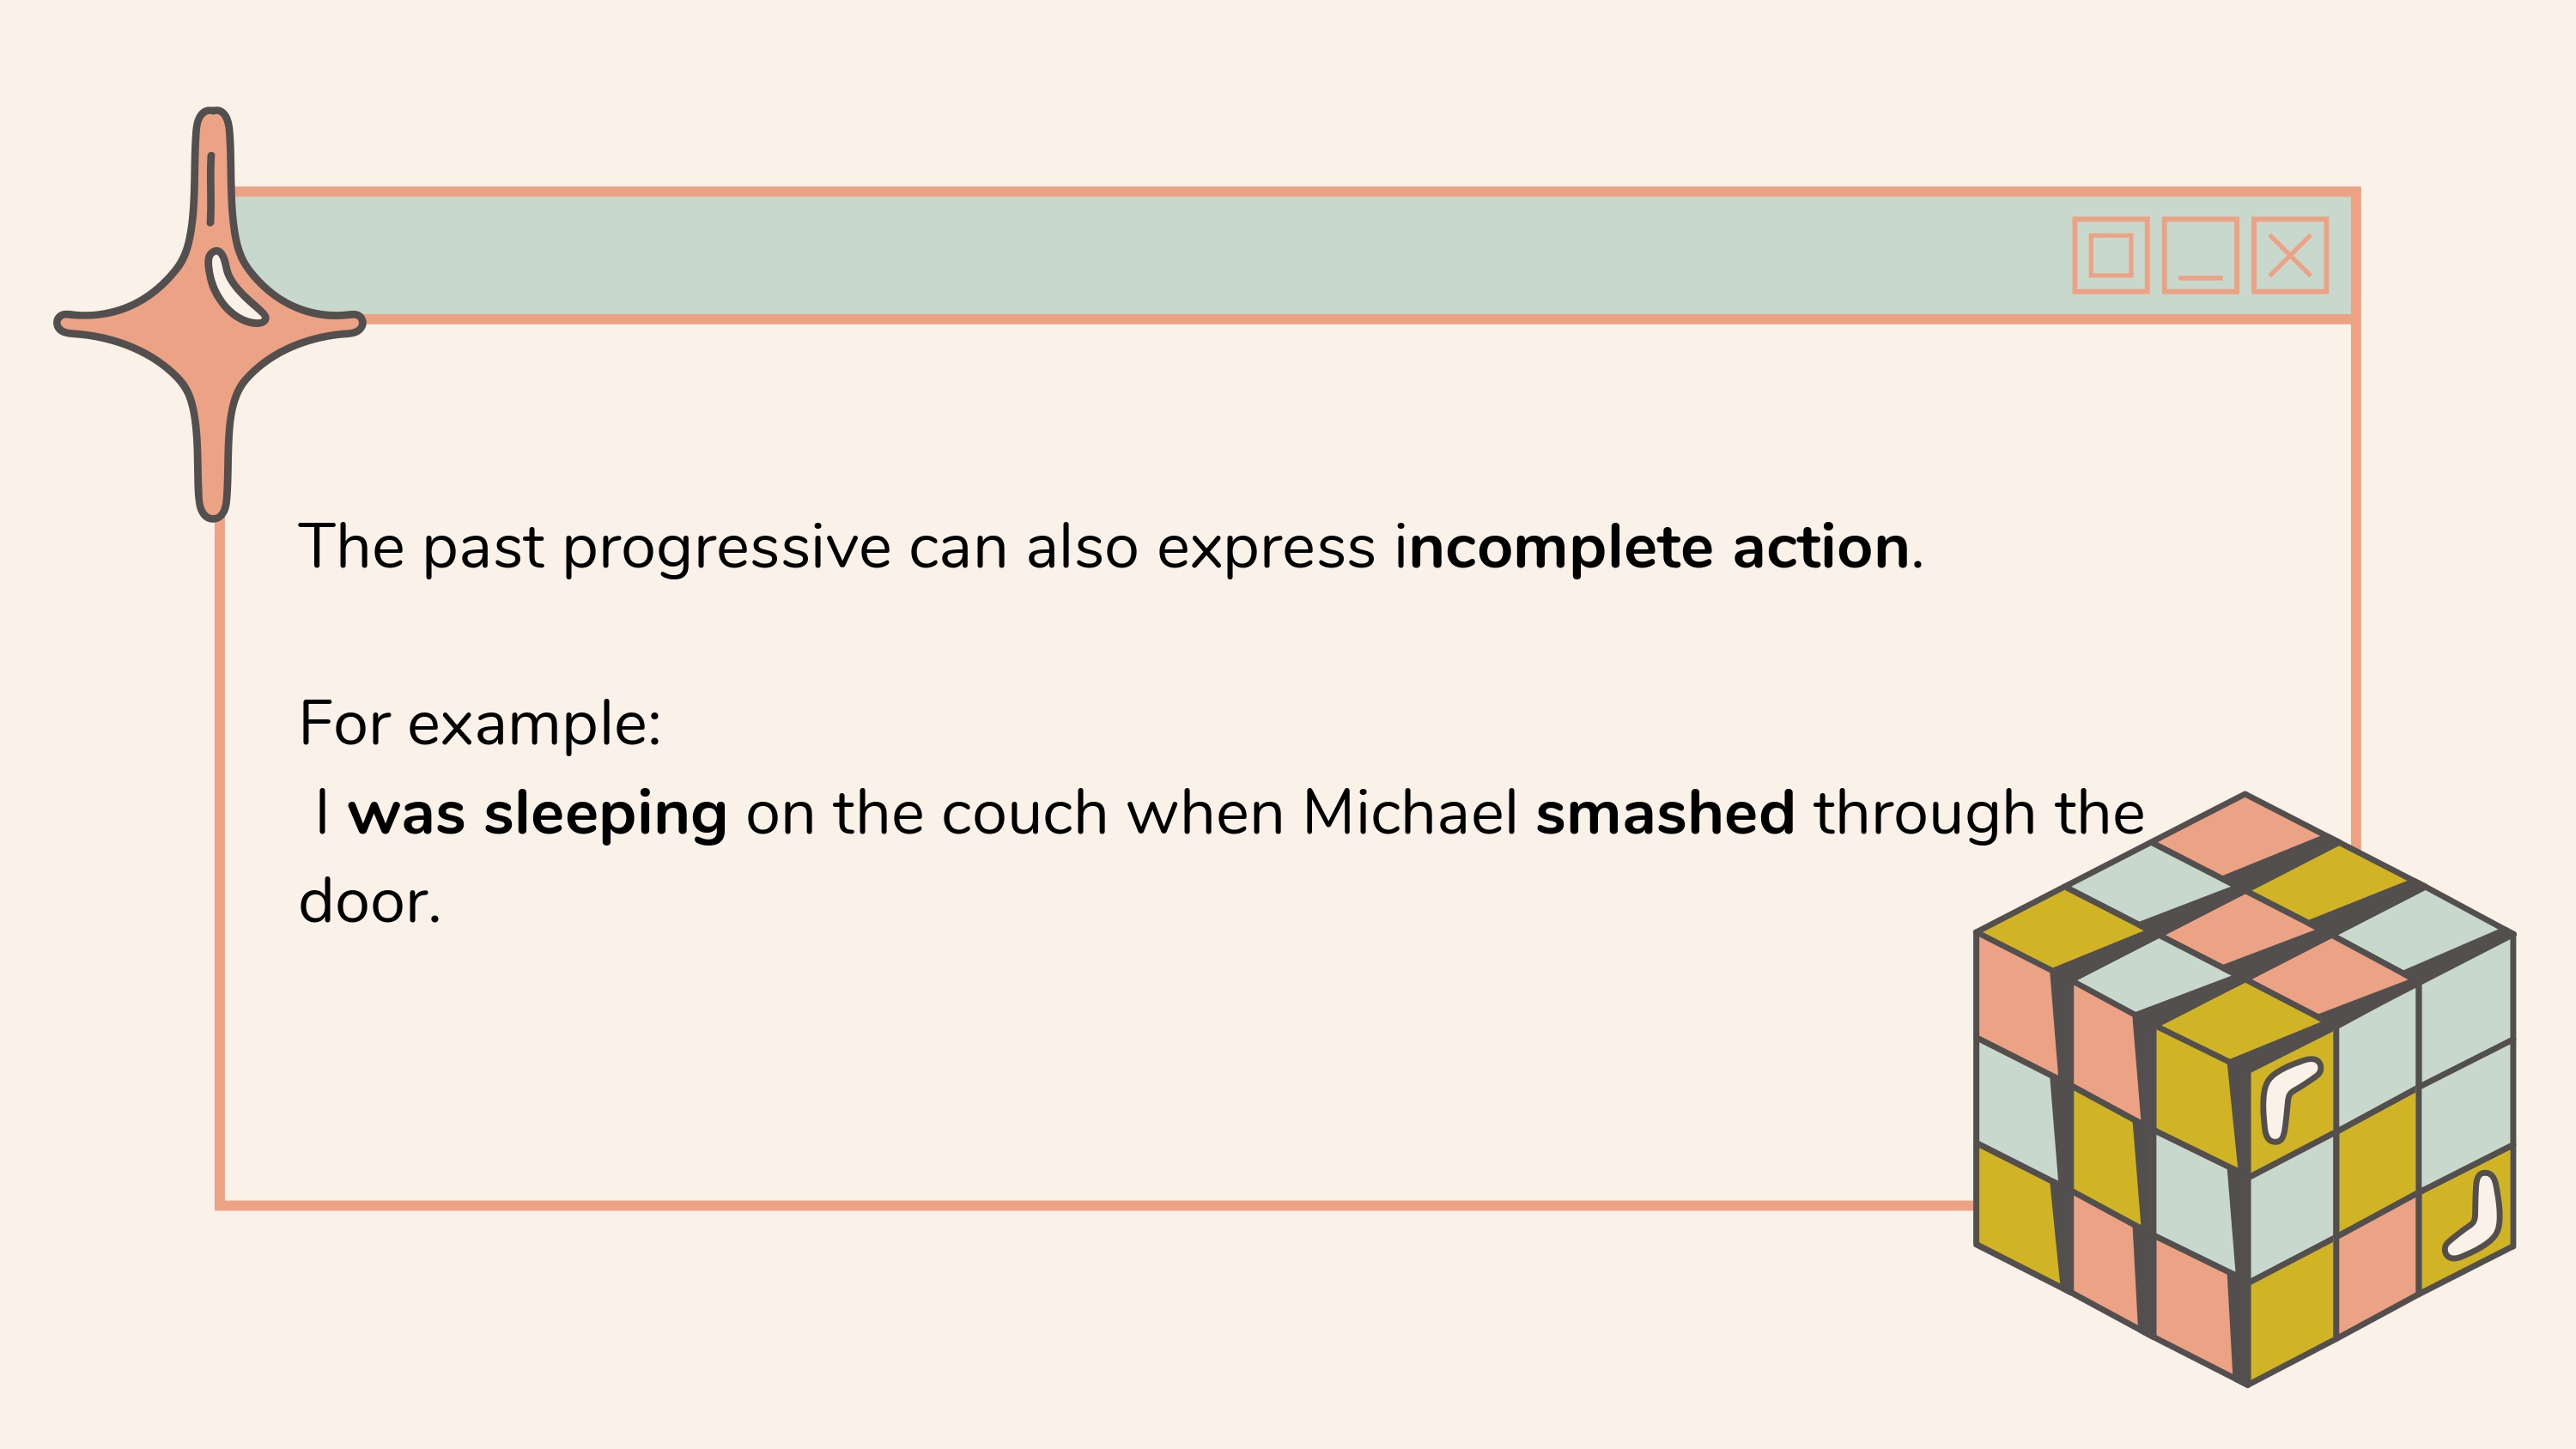 The past progressive can also express incomplete action.
For example:
I was sleeping on the couch when Michael smashed through the
door.